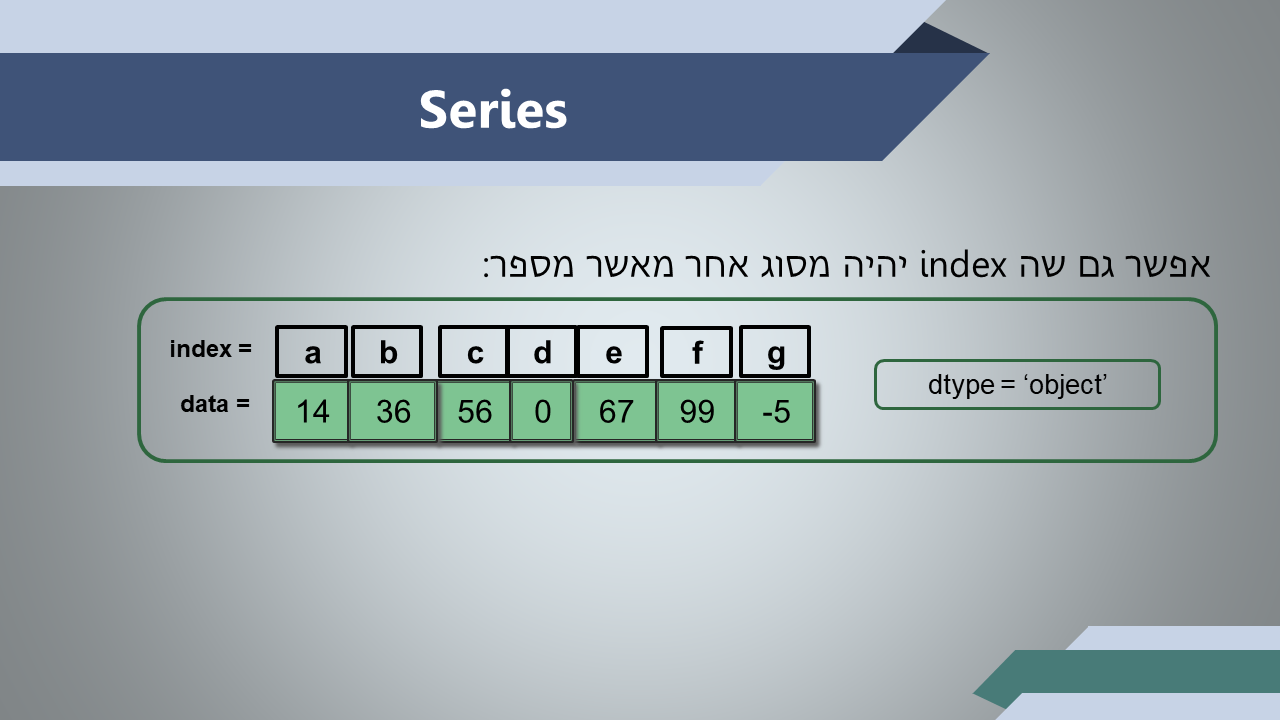 Series
אפשר גם שה index יהיה מסוג אחר מאשר מספר:
index = a b c d e f g
data = 14 36 56 0 67 99 -5
dtype = ‘object’